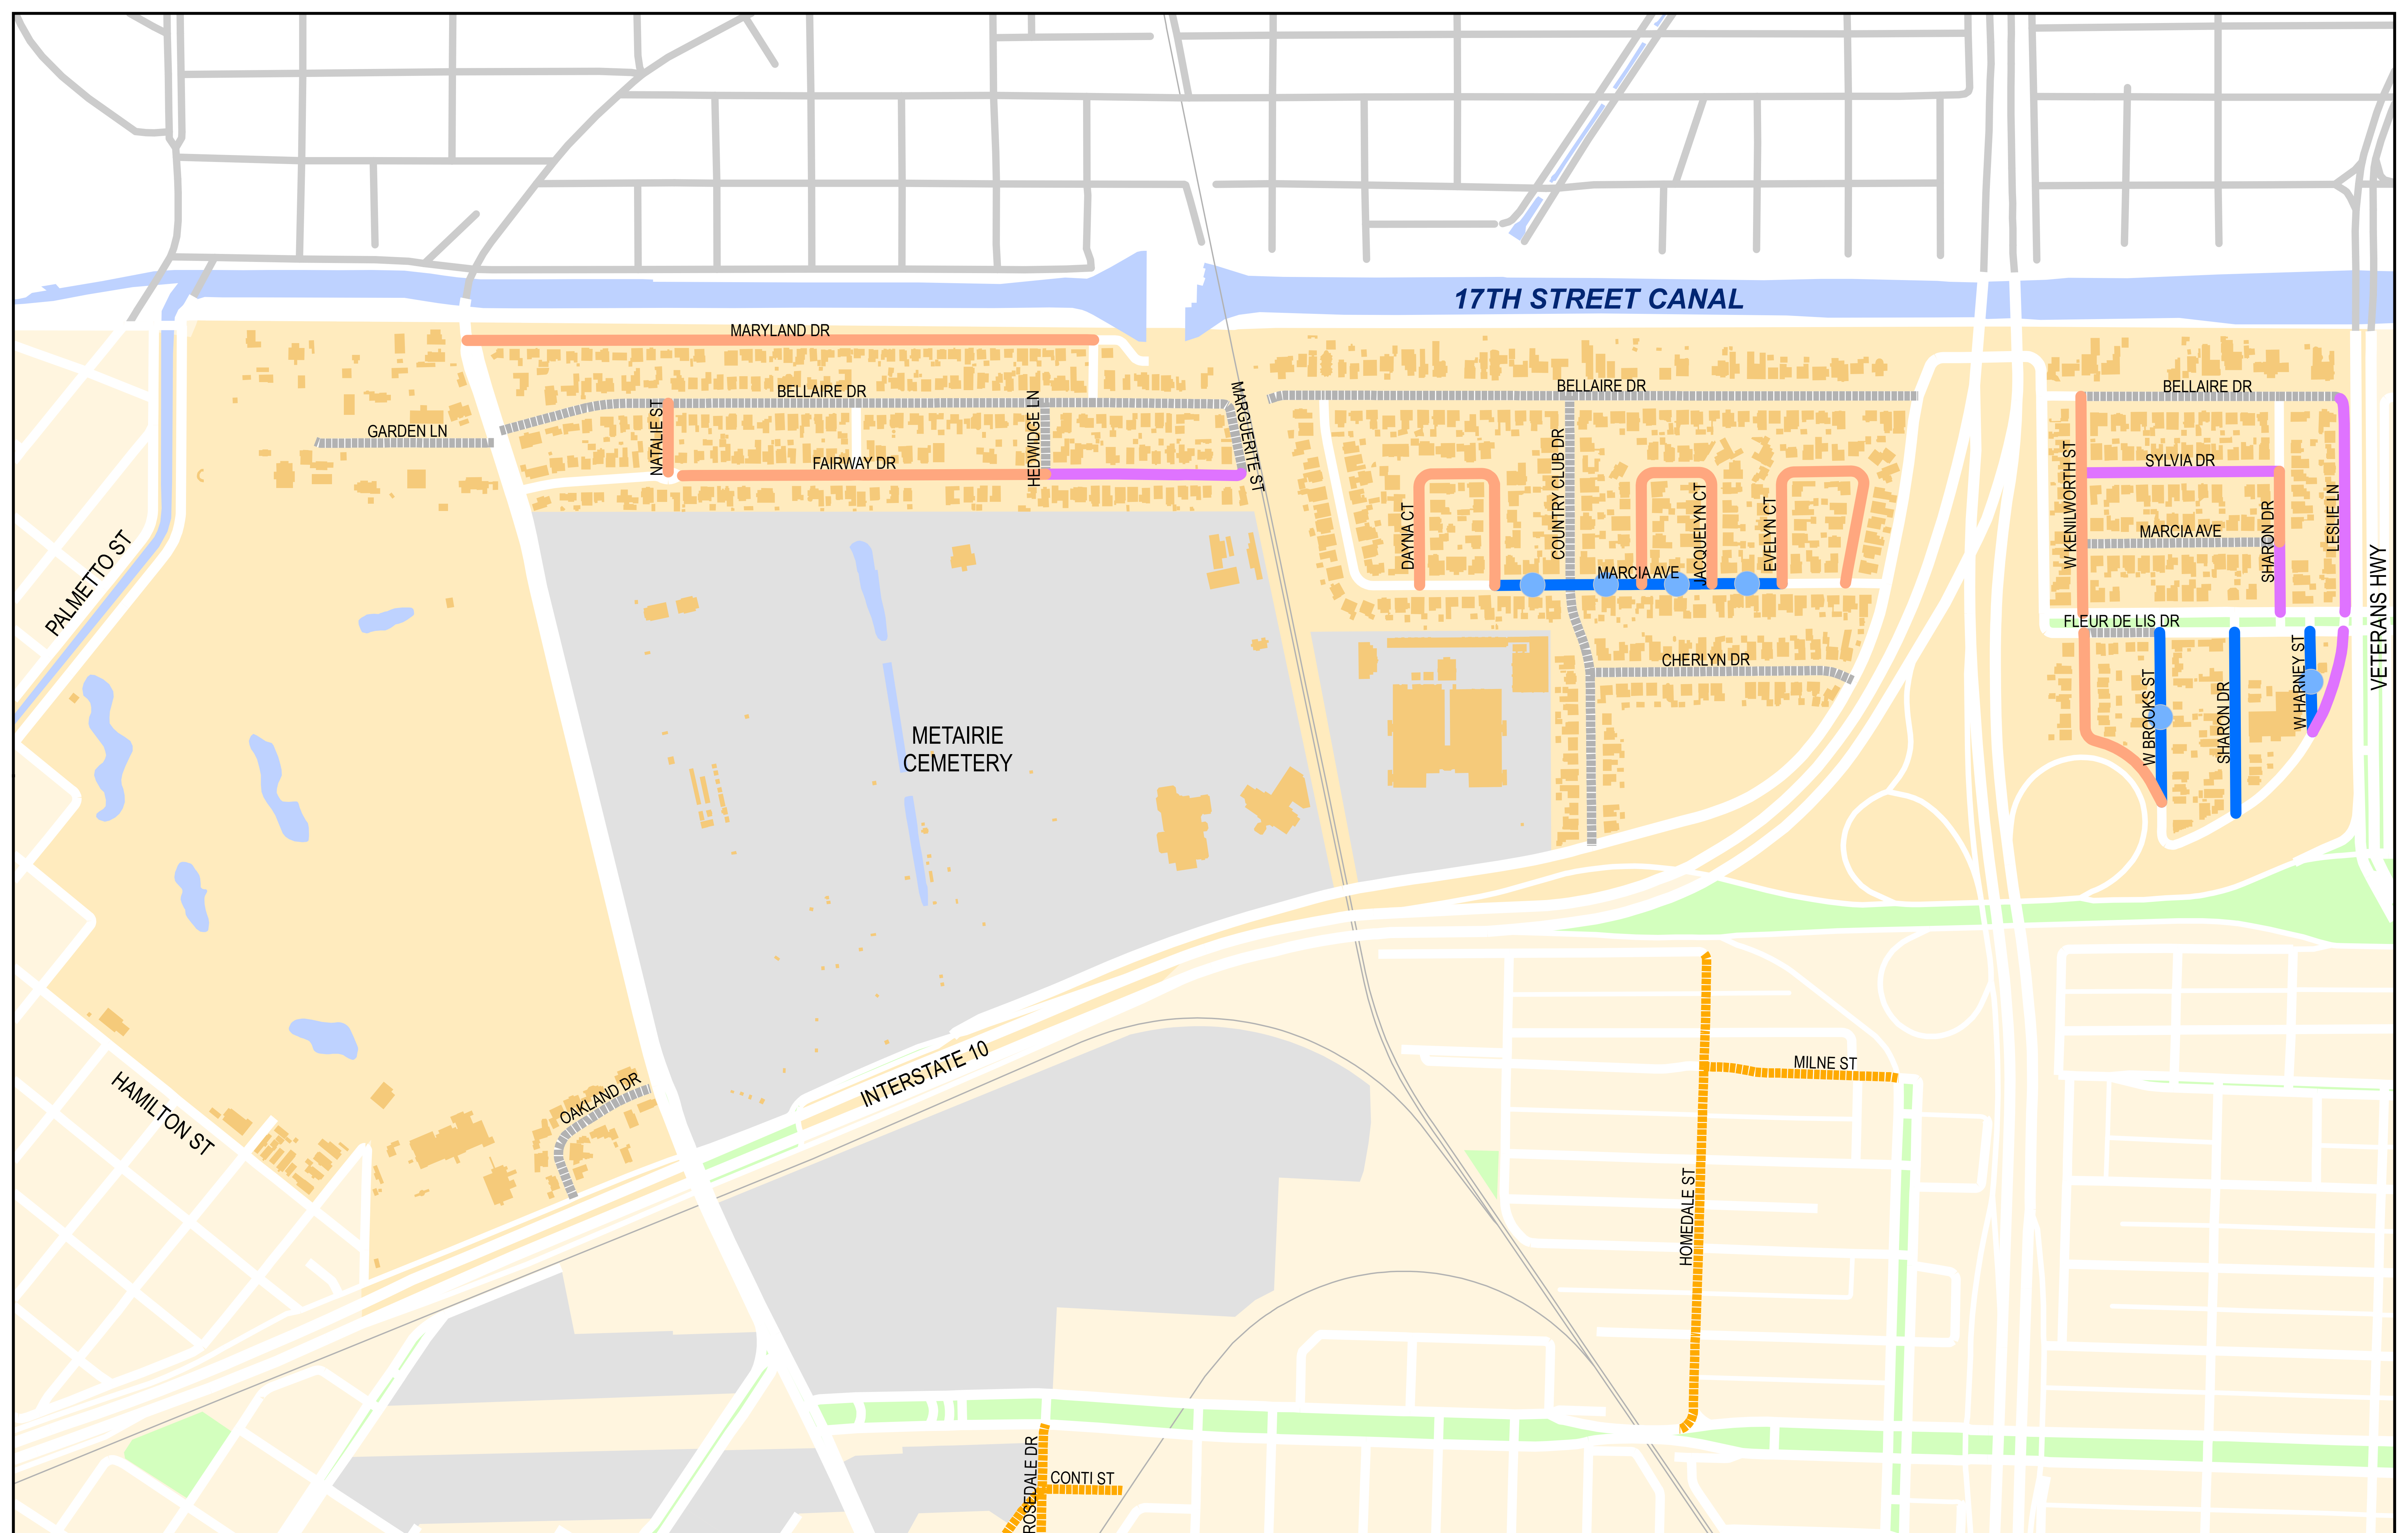 17TH STREET CANAL
MARYLAND DR
BELLAIRE DR
BELLAIRE DR
BELLAIRE DR
GARDEN LN
NATALIE ST
FAIRWAY DR
HEDWIDGE LN
MARGUERITE ST
DAYNA CT
COUNTRY CLUB DR
JACQUELYN CT
EVELYN CT
MARCIA AVE
W KENILWORTH ST
SYLVIA DR
MARCIA AVE
SHARON DR
LESLIE LN
VETERANS HWY
FLEUR DE LIS DR
CHERLYN DR
W BROOKS ST
SHARON DR
W HARNEY ST
PALMETTO ST
METAIRIE
CEMETERY
INTERSTATE 10
HAMILTON ST
OAKLAND DR
MILNE ST
HOMEDALE ST
ROSEDALE DR
CONTI ST